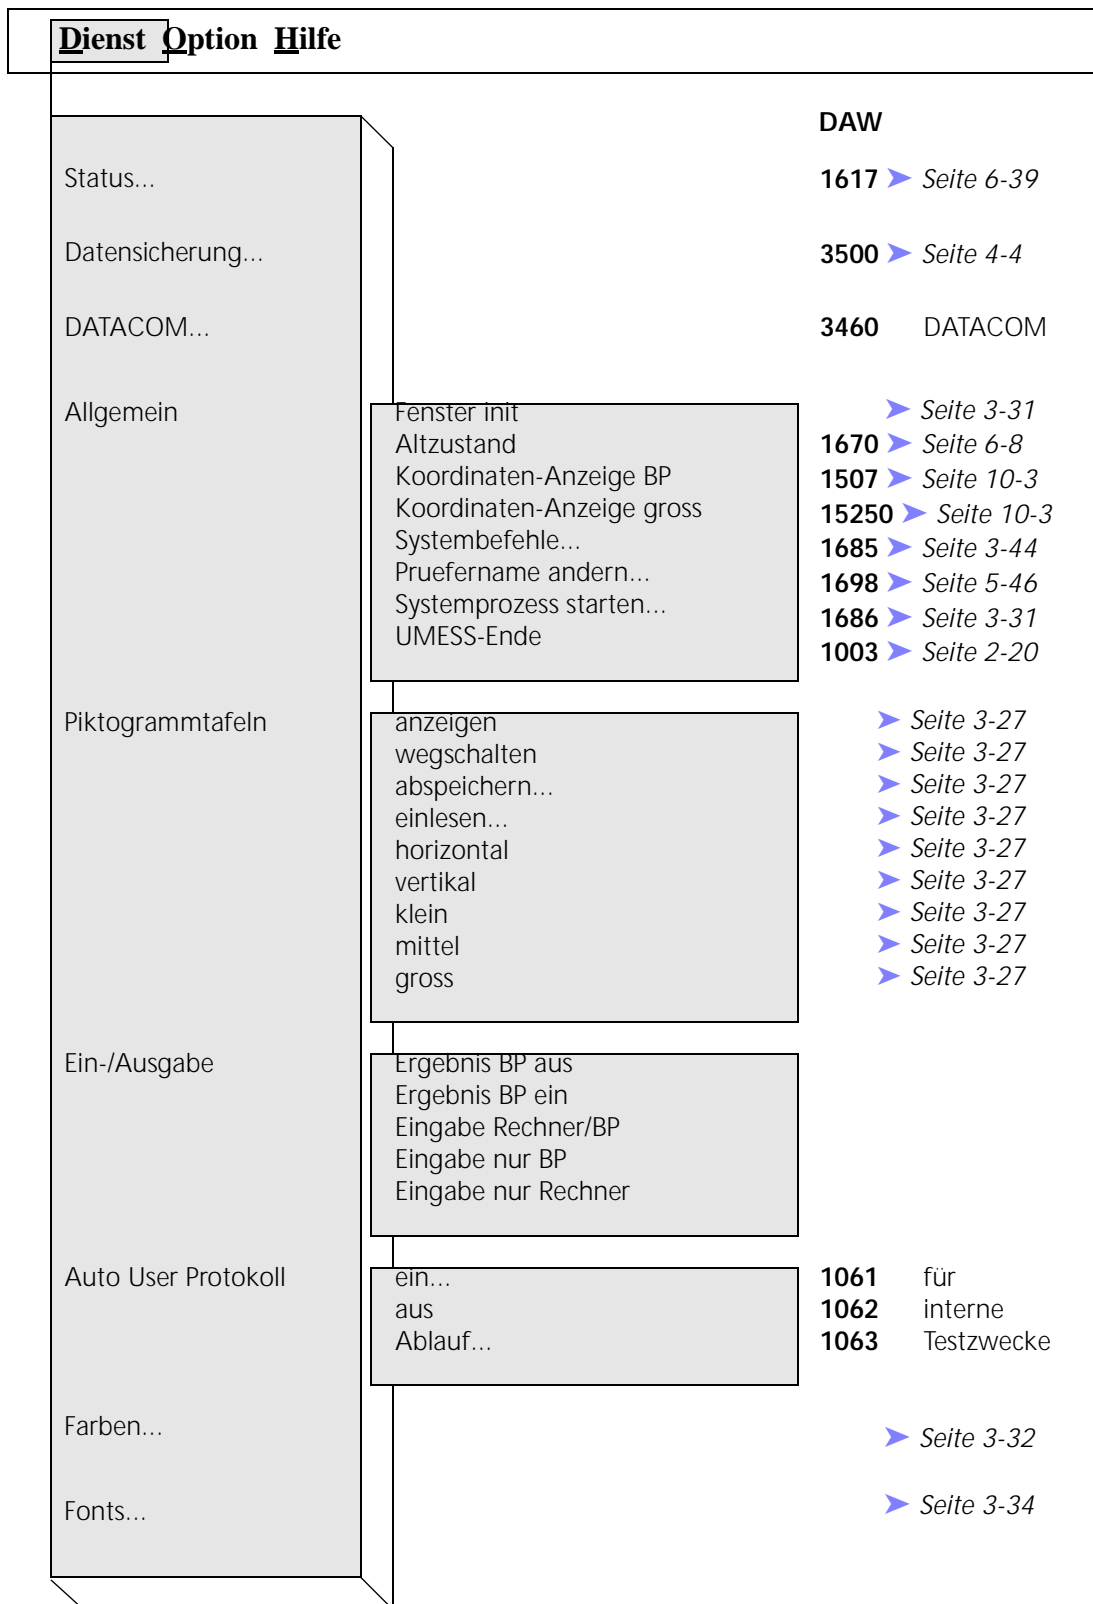 Dienst Option Hilfe
DAW
Status... 1617 ➤ Seite 6-39
Datensicherung... 3500 ➤ Seite 4-4
DATACOM... 3460 DATACOM
Allgemein Fenster init ➤ Seite 3-31
Altzustand 1670 ➤ Seite 6-8
Koordinaten-Anzeige BP 1507 ➤ Seite 10-3
Koordinaten-Anzeige gross 15250 ➤ Seite 10-3
Systembefehle... 1685 ➤ Seite 3-44
Pruefername andern... 1698 ➤ Seite 5-46
Systemprozess starten... 1686 ➤ Seite 3-31
UMESS-Ende 1003 ➤ Seite 2-20
Piktogrammtafeln anzeigen ➤ Seite 3-27
wegschalten ➤ Seite 3-27
abspeichern... ➤ Seite 3-27
einlesen... ➤ Seite 3-27
horizontal ➤ Seite 3-27
vertikal ➤ Seite 3-27
klein ➤ Seite 3-27
mittel ➤ Seite 3-27
gross ➤ Seite 3-27
Ein-/Ausgabe Ergebnis BP aus
Ergebnis BP ein
Eingabe Rechner/BP
Eingabe nur BP
Eingabe nur Rechner
Auto User Protokoll ein... 1061 für
aus 1062 interne
Ablauf... 1063 Testzwecke
Farben... ➤ Seite 3-32
Fonts... ➤ Seite 3-34